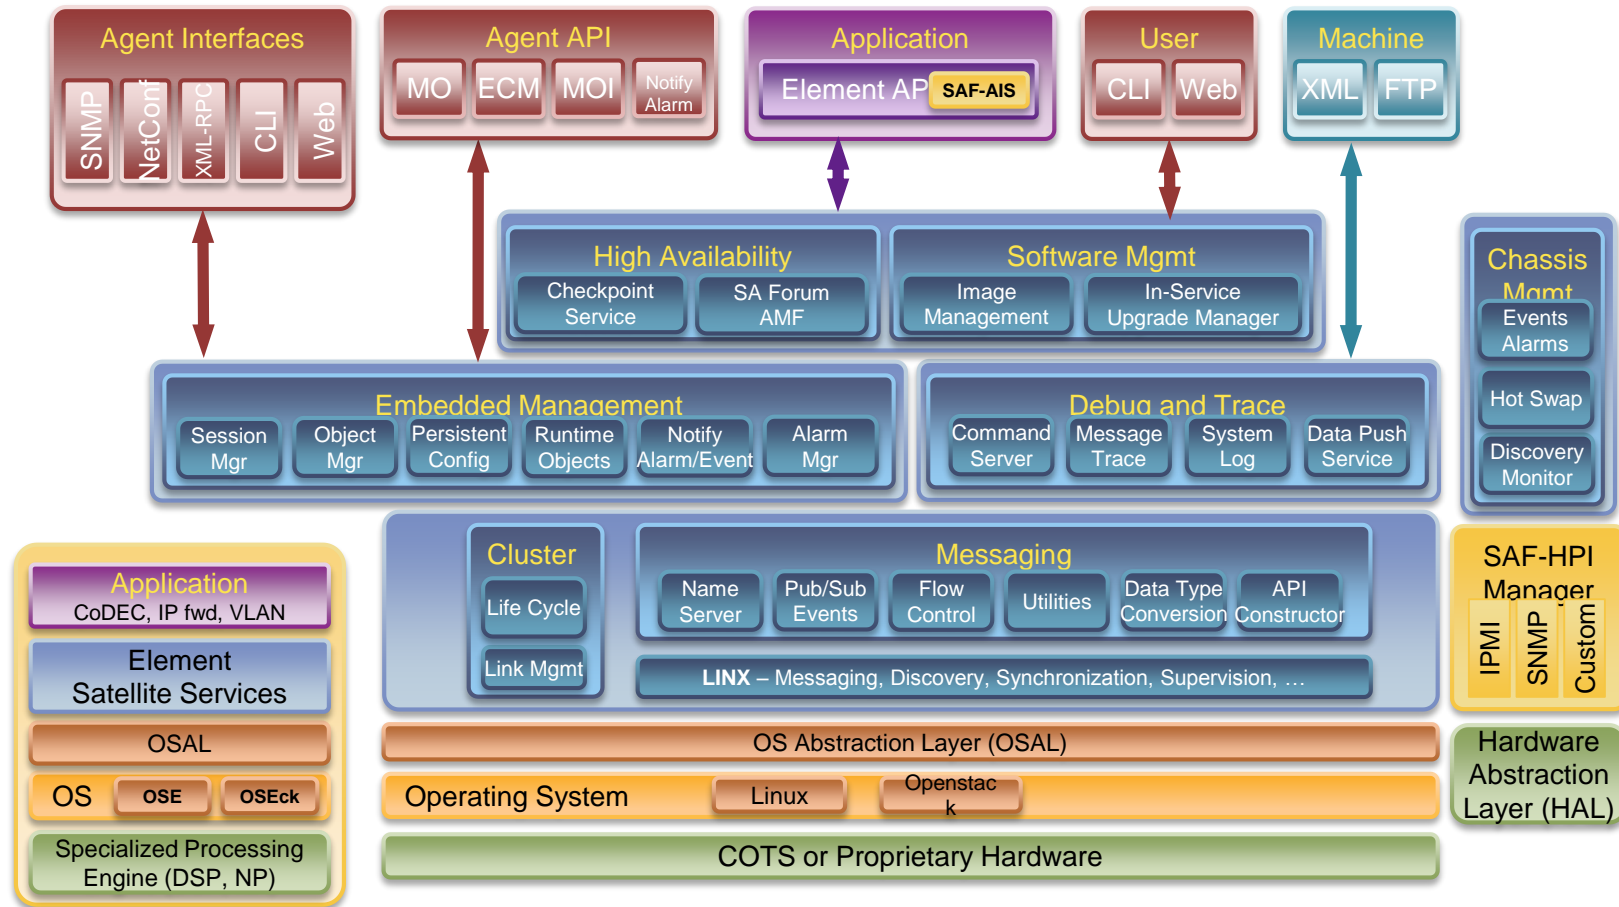 Agent Interfaces
SNMP
NetConf
XML-RPC
CLI
Web
Agent API
MO
ECM
MOI
Notify
Alarm
Application
Element AP
SAF-AIS
User
CLI
Web
Machine
XML
FTP
High Availability
Checkpoint
Service
SA Forum
AMF
Software Mgmt
Image
Management
In-Service
Upgrade Manager
Chassis
Mgmt
Events
Alarms
Hot Swap
Discovery
Monitor
Embedded Management
Session
Mgr
Object
Mgr
Persistent
Config
Runtime
Objects
Notify
Alarm/Event
Alarm
Mgr
Debug and Trace
Command
Server
Message
Trace
System
Log
Data Push
Service
Cluster
Life Cycle
Link Mgmt
Messaging
Name
Server
Pub/Sub
Events
Flow
Control
Utilities
Data Type
Conversion
API
Constructor
LINX – Messaging, Discovery, Synchronization, Supervision, …
SAF-HPI
Manager
IPMI
SNMP
Custom
Application
CoDEC, IP fwd, VLAN
Element
Satellite Services
OSAL
OS
OSE
OSEck
Specialized Processing
Engine (DSP, NP)
OS Abstraction Layer (OSAL)
Operating System
Linux
Openstac
k
COTS or Proprietary Hardware
Hardware
Abstraction
Layer (HAL)